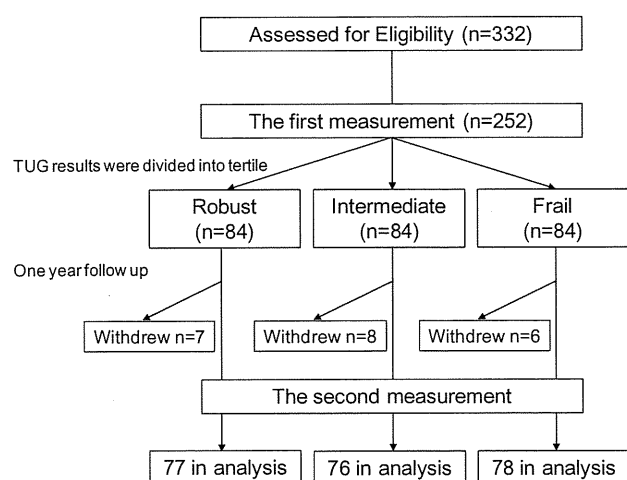 Assessed for Eligibility (n=332)
The first measurement (n=252)
TUG results were divided into tertile
Robust
(n=84)
Intermediate
(n=84)
Frail
(n=84)
One year follow up
Withdrew n=7
Withdrew n=8
Withdrew n=6
The second measurement
77 in analysis
76 in analysis
78 in analysis